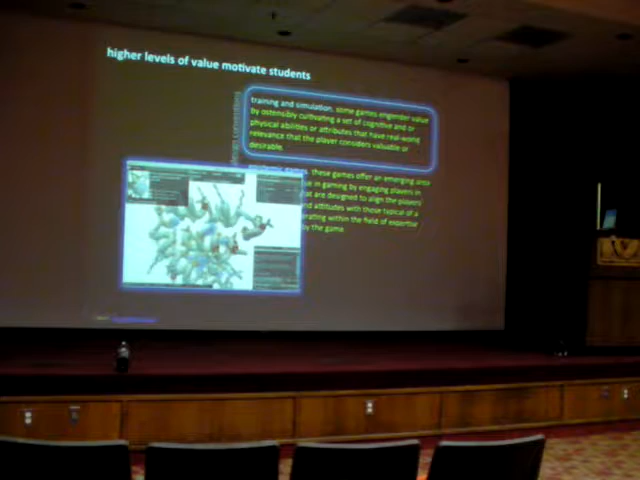 higher levels of value motivate students
training and simulation. some games engender value
by ostensibly cultivating a set of cognitive and or
physical abilities or attributes that have real-world
relevance that the player considers valuable or
desirable.
games. these games offer an emerging area
in gaming by engaging players in
are designed to align the players
attitudes with those typical of a
within the field of expertise
by the game.